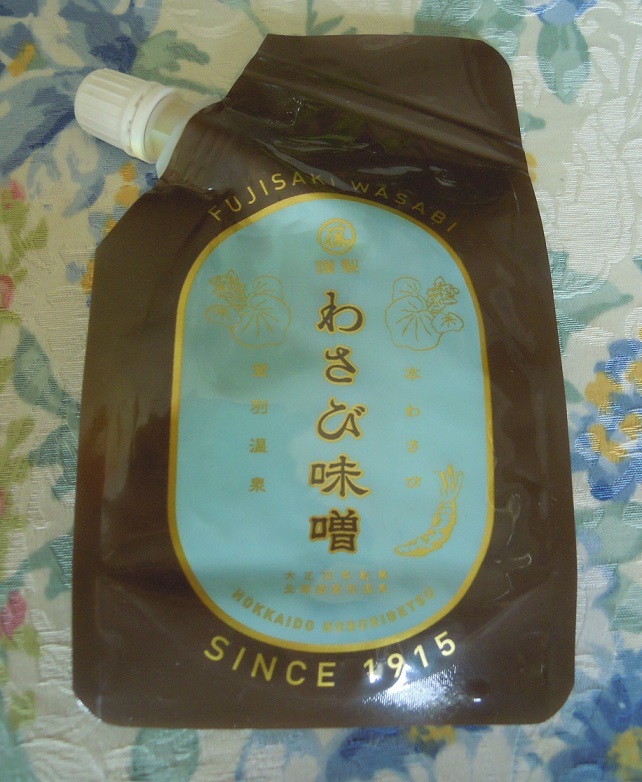 FUJISAKI WASABI
謹製
わさび味噌
本わさび
登別温泉
HOKKAIDO NOBORIBETSU
SINCE 1915